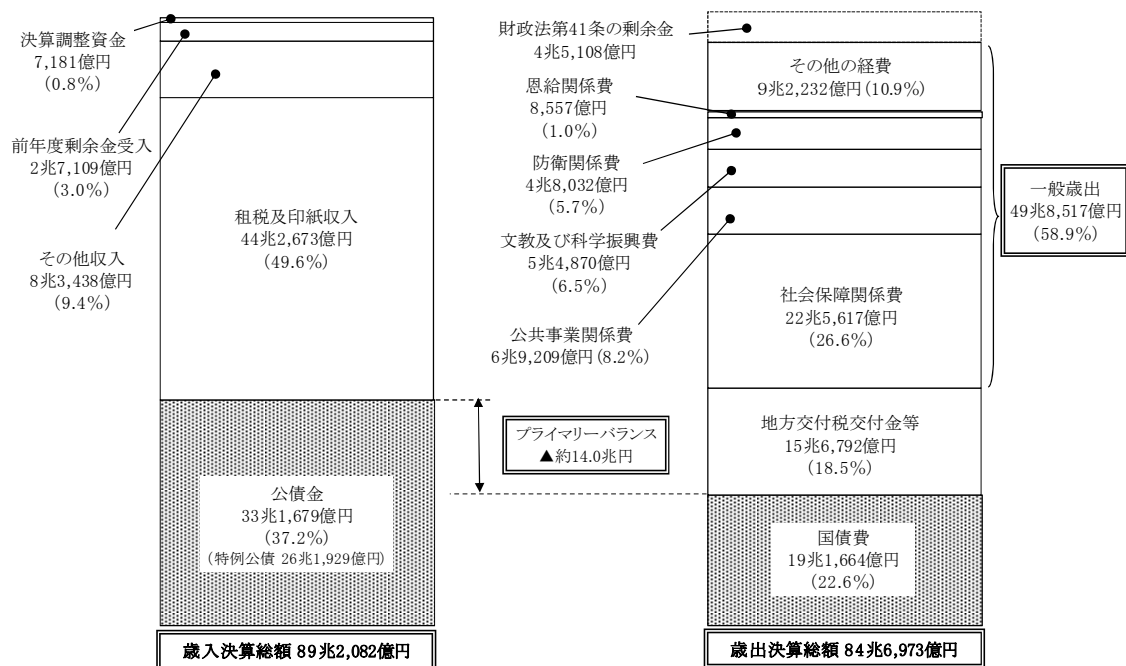 決算調整資金
7,181億円
(0.8%)
前年度剰余金受入
2兆7,109億円
(3.0%)
その他収入
8兆3,438億円
(9.4%)
租税及印紙収入
44兆2,673億円
(49.6%)
公債金
33兆1,679億円
(37.2%)
(特例公債 26兆1,929億円)
歳入決算総額 89兆2,082億円
プライマリーバランス
▲約14.0兆円
財政法第41条の剰余金
4兆5,108億円
恩給関係費
8,557億円
(1.0%)
防衛関係費
4兆8,032億円
(5.7%)
文教及び科学振興費
5兆4,870億円
(6.5%)
公共事業関係費
6兆9,209億円(8.2%)
その他の経費
9兆2,232億円(10.9%)
社会保障関係費
22兆5,617億円
(26.6%)
地方交付税交付金等
15兆6,792億円
(18.5%)
国債費
19兆1,664億円
(22.6%)
歳出決算総額 84兆6,973億円
一般歳出
49兆8,517億円
(58.9%)